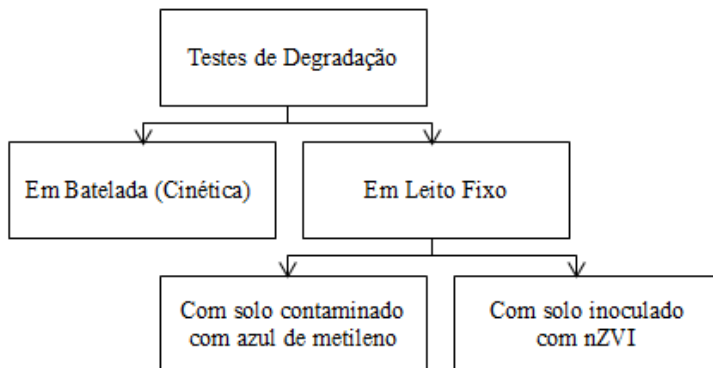 Testes de Degradação
Em Batelada (Cinética)
Em Leito Fixo
Com solo contaminado
com azul de metileno
Com solo inoculado
com nZVI